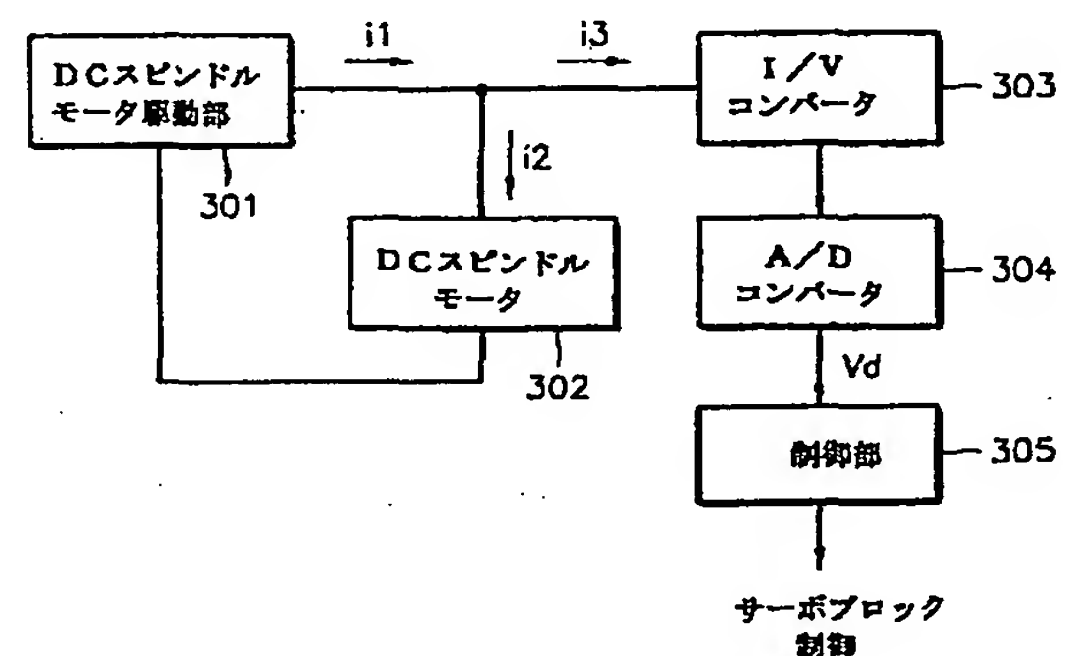 i1
i3
DCスピンドル
モータ駆動部
301
I/V
コンバータ
303
i2
DCスピンドル
モータ
302
A/D
コンバータ
304
Vd
制御部
305
サーボブロック
制御